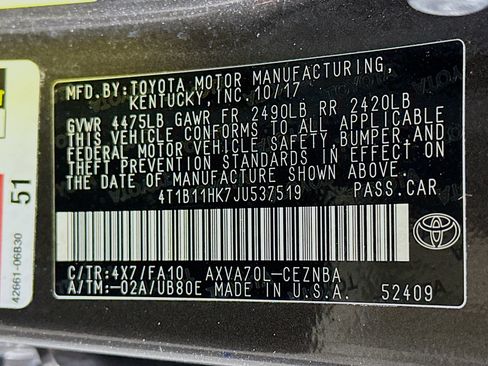 MFD.BY:TOYOTA MOTOR MANUFACTURING,
KENTUCKY,INC.10/17
GVWR 4475LB GAWR FR 2490LB RR 2420LB
THIS VEHICLE CONFORMS TO ALL APPLICABLE
FEDERAL MOTOR VEHICLE SAFETY,BUMPER,AND
THEFT PREVENTION STANDARDS IN EFFECT ON
THE DATE OF MANUFACTURE SHOWN ABOVE.
4T1B11HK7JU537519 PASS.CAR
C/TR:4X7/FA10 AXVA70L-CEZNBA
A/TM:-02A/UB80E MADE IN U.S.A. 52409
TOYOTA
51
42661-06B30